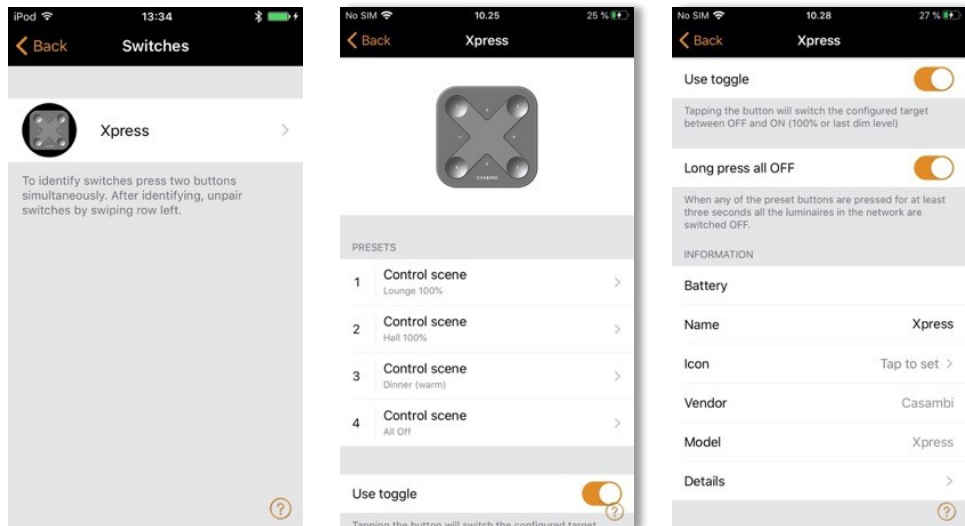 iPod
13:34
Back
Switches
Xpress
To identify switches press two buttons
simultaneously. After identifying, unpair
switches by swiping row left.
?
No SIM
10.25
25 %
Back
Xpress
CASAMBI
PRESETS
1
Control scene
Lounge 100%
2
Control scene
Hall 100%
3
Control scene
Dinner (warm)
4
Control scene
All Off
Use toggle
?
Tapping the button will switch the configured target
No SIM
10.28
27 %
Back
Xpress
Use toggle
Tapping the button will switch the configured target
between OFF and ON (100% or last dim level)
Long press all OFF
When any of the preset buttons are pressed for at least
three seconds all the luminaires in the network are
switched OFF.
INFORMATION
Battery
Name Xpress
Icon Tap to set
Vendor Casambi
Model Xpress
Details
?